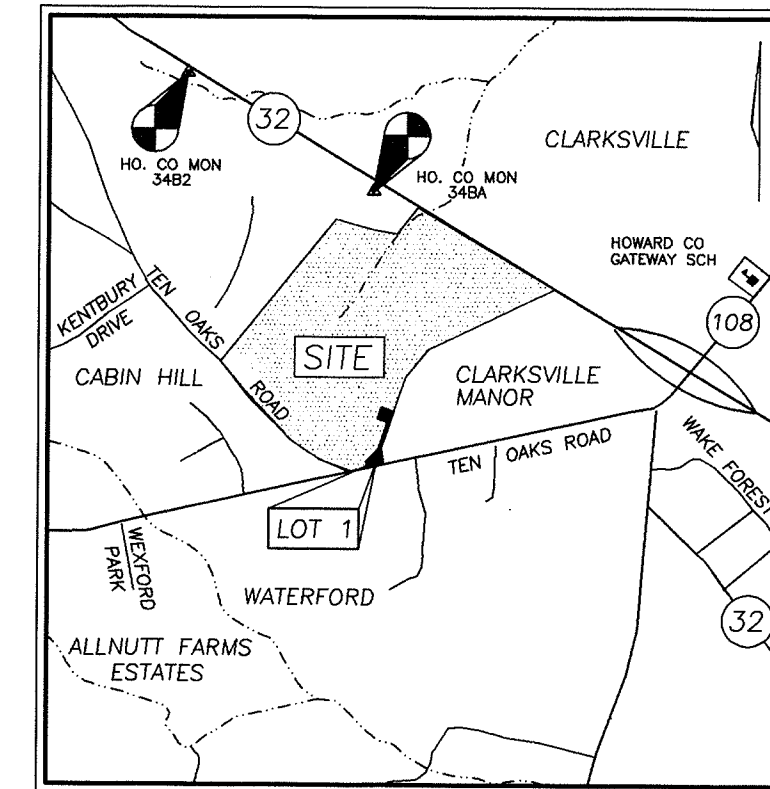 32
CLARKSVILLE
HO. CO MON
34B2
HO. CO MON
34BA
HOWARD CO
GATEWAY SCH
108
KENTBURY
DRIVE
TEN OAKS
ROAD
SITE
CABIN HILL
CLARKSVILLE
MANOR
TEN OAKS ROAD
WAKE FOREST
LOT 1
WEXFORD
PARK
WATERFORD
32
ALLNUTT FARMS
ESTATES